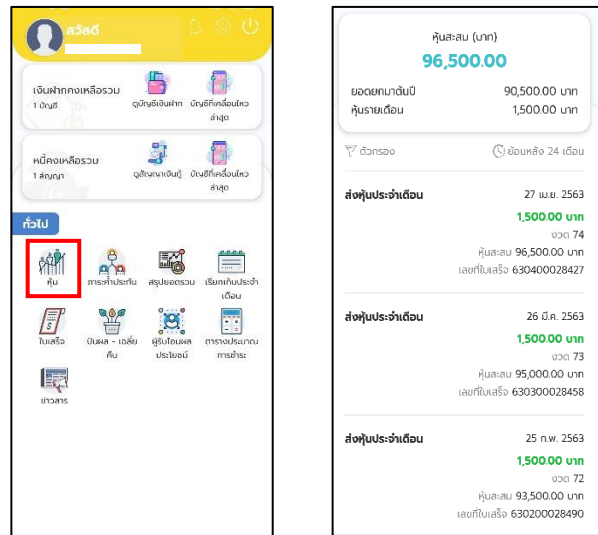 สวัสดี
เงินฝากคงเหลือรวม
1 บัญชี
ดูบัญชีเงินฝาก
บัญชีที่เคลื่อนไหว
ล่าสุด
หนี้คงเหลือรวม
1 สัญญา
ดูสัญญาเงินกู้
บัญชีที่เคลื่อนไหว
ล่าสุด
ทั่วไป
หุ้น
ภาระค้ำประกัน
สรุปยอดรวม
เรียกเก็บประจำ
เดือน
ใบเสร็จ
ปันผล - เฉลี่ย
คืน
ผู้รับโอนผล
ประโยชน์
ตารางประมาณ
การชำระ
ข่าวสาร
หุ้นสะสม (บาท)
96,500.00
ยอดยกมาต้นปี 90,500.00 บาท
หุ้นรายเดือน 1,500.00 บาท
ตัวกรอง ย้อนหลัง 24 เดือน
ส่งหุ้นประจำเดือน 27 เม.ย. 2563
1,500.00 บาท
งวด 74
หุ้นสะสม 96,500.00 บาท
เลขที่ใบเสร็จ 630400028427
ส่งหุ้นประจำเดือน 26 มี.ค. 2563
1,500.00 บาท
งวด 73
หุ้นสะสม 95,000.00 บาท
เลขที่ใบเสร็จ 630300028458
ส่งหุ้นประจำเดือน 25 ก.พ. 2563
1,500.00 บาท
งวด 72
หุ้นสะสม 93,500.00 บาท
เลขที่ใบเสร็จ 630200028490